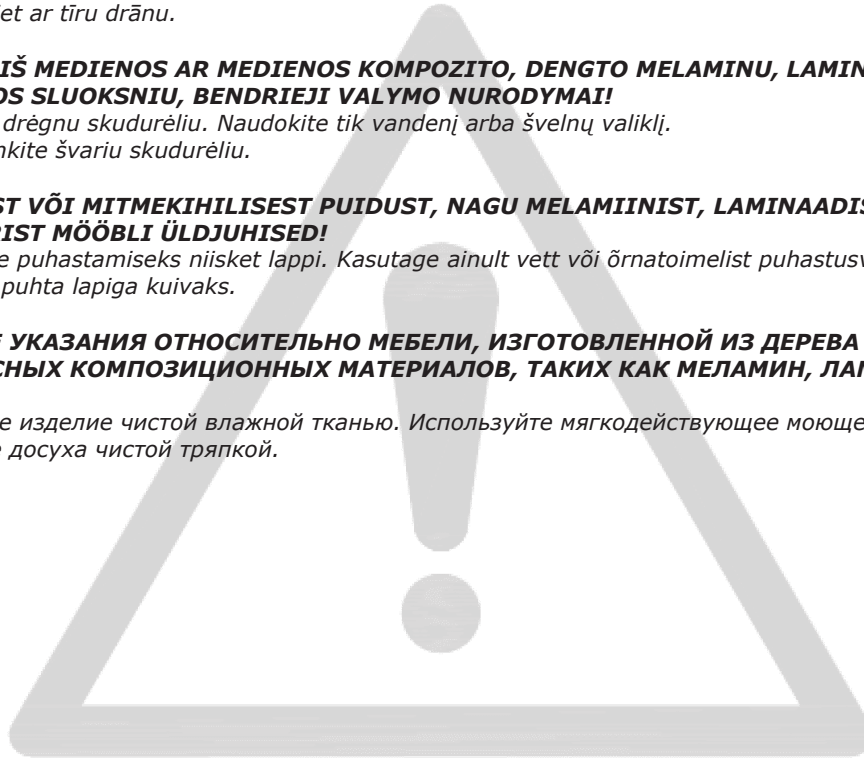 et ar tīru drānu.
IŠ MEDIENOS AR MEDIENOS KOMPOZITO, DENGTO MELAMINU, LAMIN
OS SLUOKSNIU, BENDRIEJI VALYMO NURODYMAI!
drėgnu skudurėliu. Naudokite tik vandenį arba švelnų valiklį.
nkite švariu skudurėliu.
ST VÕI MITMEKIHILISEST PUIDUST, NAGU MELAMIINIST, LAMINAADIS
RIST MÖÖBLI ÜLDJUHISED!
e puhastamiseks niisket lappi. Kasutage ainult vett või õrnatoimelist puhastusv
puhta lapiga kuivaks.
Е УКАЗАНИЯ ОТНОСИТЕЛЬНО МЕБЕЛИ, ИЗГОТОВЛЕННОЙ ИЗ ДЕРЕВА
СНЫХ КОМПОЗИЦИОННЫХ МАТЕРИАЛОВ, ТАКИХ КАК МЕЛАМИН, ЛАМ
е изделие чистой влажной тканью. Используйте мягкодействующее моюще
е досуха чистой тряпкой.